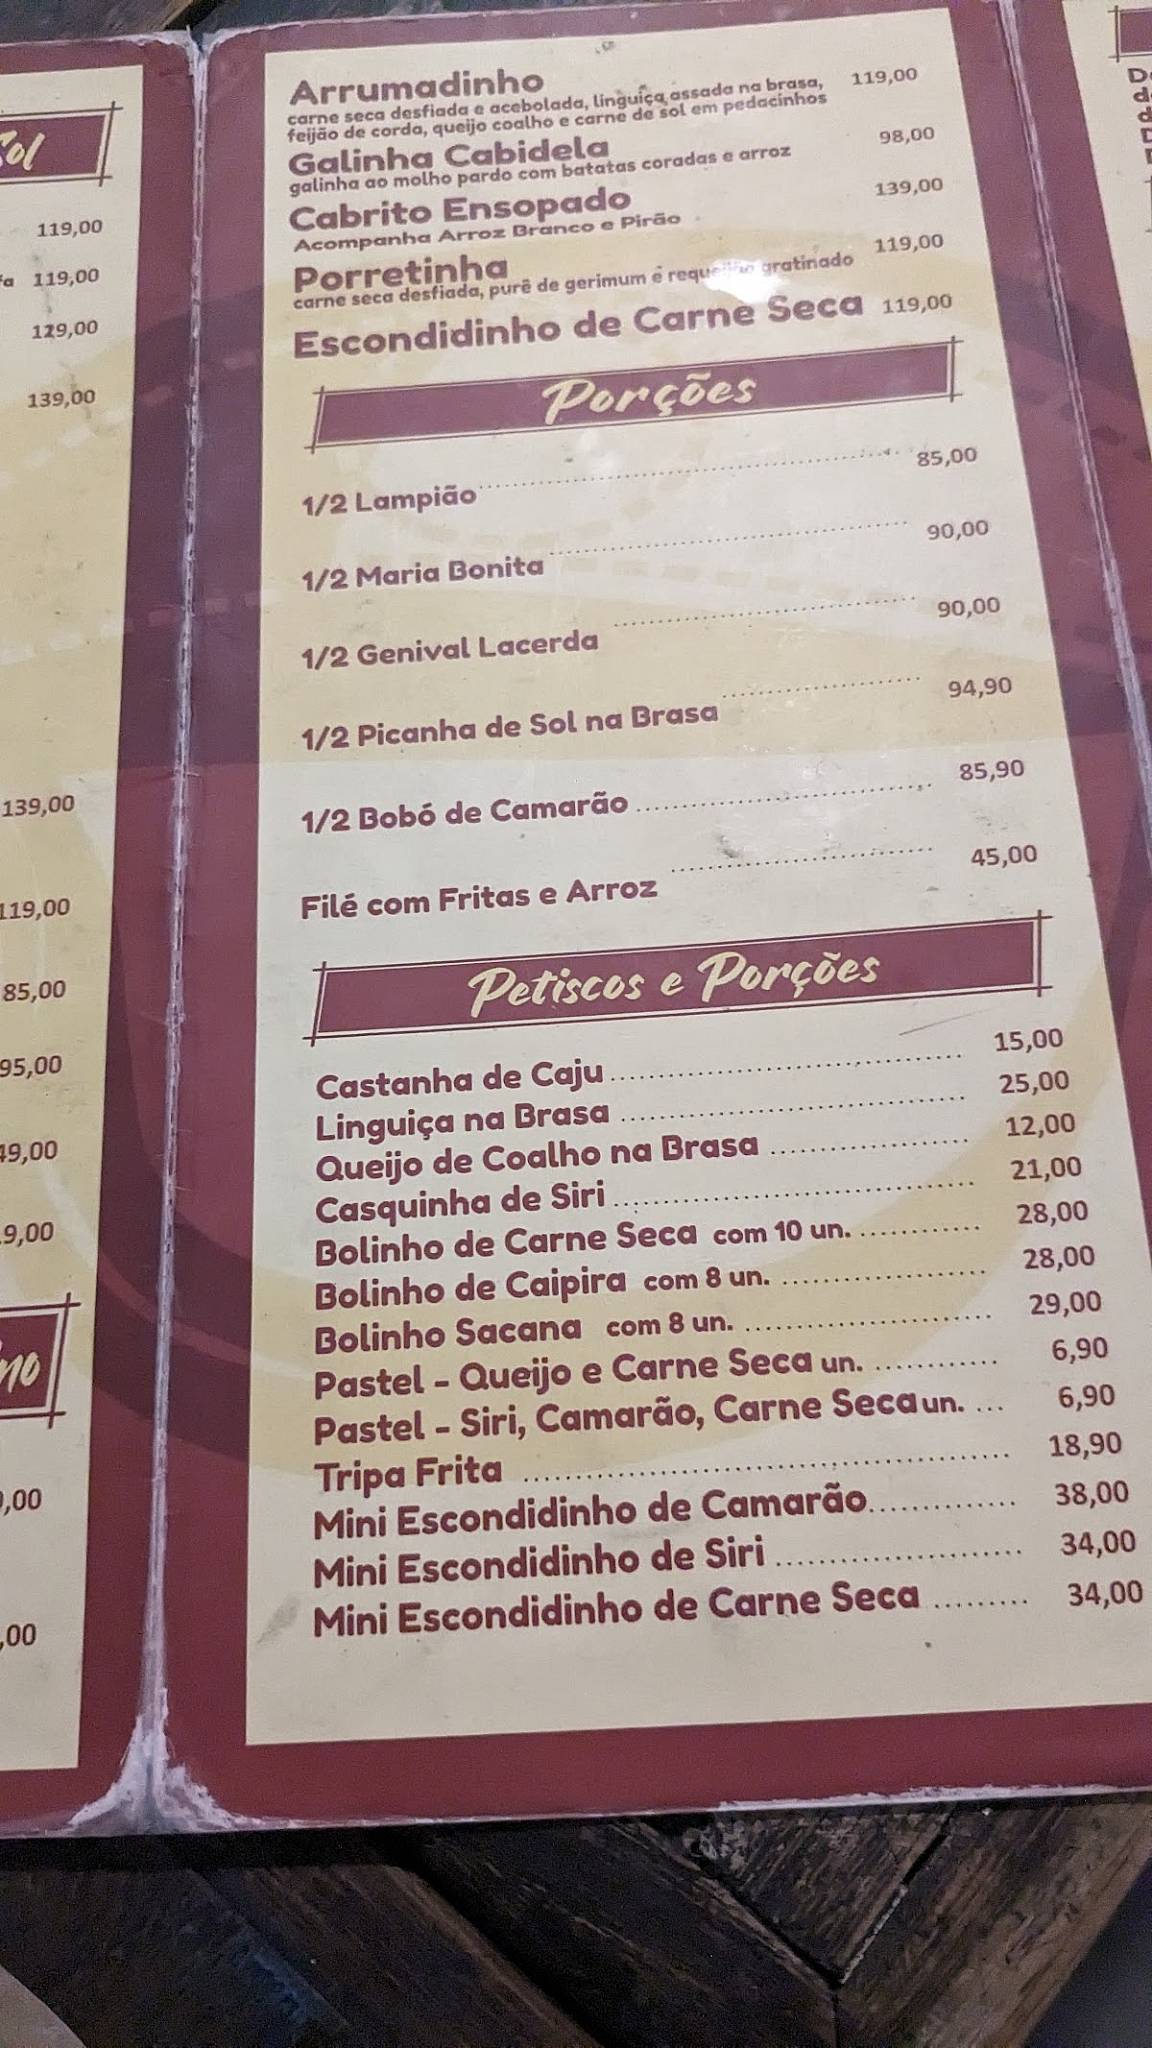 Sol
119,00
119,00
129,00
139,00
139,00
119,00
85,00
95,00
Arrumadinho 119,00
carne seca desfiada e acebolada, linguiça assada na brasa,
feijão de corda, queijo coalho e carne de sol em pedacinhos
Galinha Cabidela 98,00
galinha ao molho pardo com batatas coradas e arroz
Cabrito Ensopado 139,00
Acompanha Arroz Branco e Pirão
Porretinha 119,00
carne seca desfiada, purê de gerimum e requeijão gratinado
Escondidinho de Carne Seca 119,00
Porções
1/2 Lampião 85,00
1/2 Maria Bonita 90,00
1/2 Genival Lacerda 90,00
1/2 Picanha de Sol na Brasa 94,90
1/2 Bobó de Camarão 85,90
Filé com Fritas e Arroz 45,00
Petiscos e Porções
Castanha de Caju 15,00
Linguiça na Brasa 25,00
Queijo de Coalho na Brasa 12,00
Casquinha de Siri 21,00
Bolinho de Carne Seca com 10 un. 28,00
Bolinho de Caipira com 8 un. 28,00
Bolinho Sacana com 8 un. 29,00
Pastel - Queijo e Carne Seca un. 6,90
Pastel - Siri, Camarão, Carne Seca un. 6,90
Tripa Frita 18,90
Mini Escondidinho de Camarão 38,00
Mini Escondidinho de Siri 34,00
Mini Escondidinho de Carne Seca 34,00